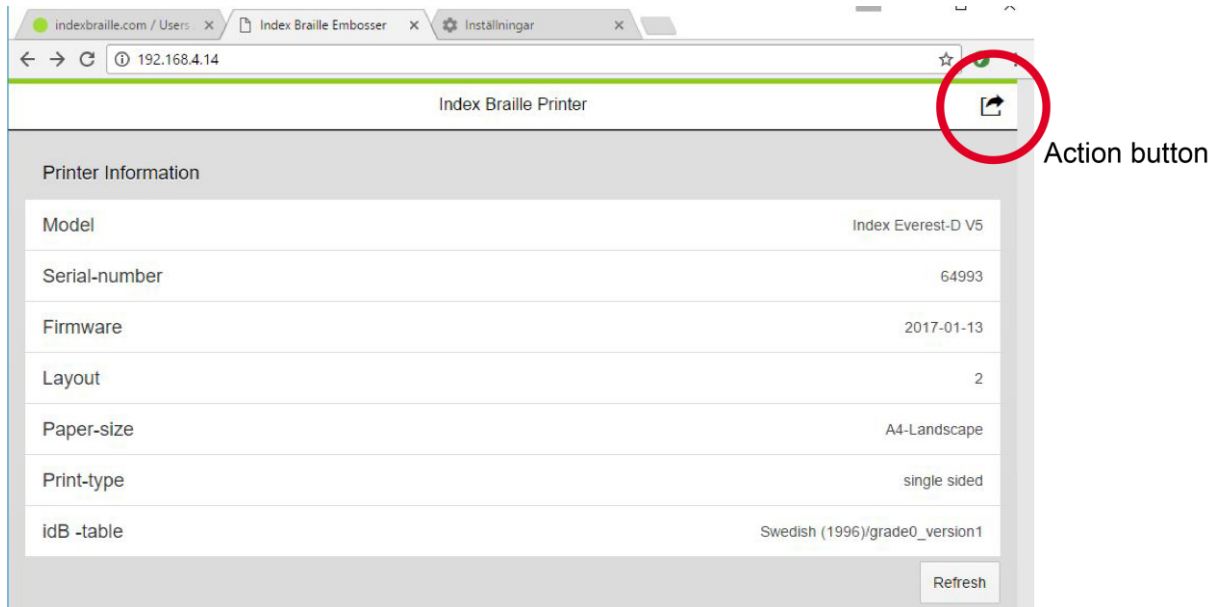 indexbraille.com / Users Index Braille Embosser Inställningar
192.168.4.14
Index Braille Printer
Action button
Printer Information
Model Index Everest-D V5
Serial-number 64993
Firmware 2017-01-13
Layout 2
Paper-size A4-Landscape
Print-type single sided
idB -table Swedish (1996)/grade0_version1
Refresh